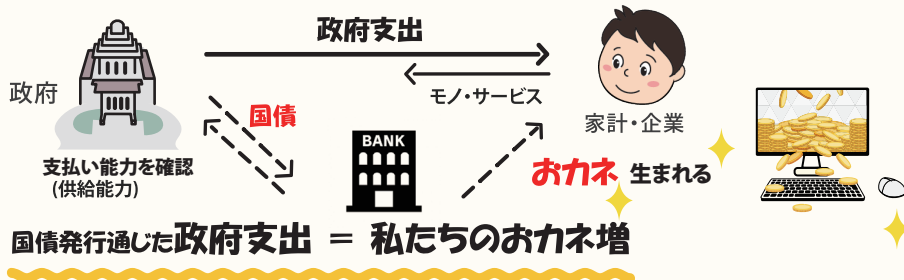 政府支出
政府
モノ・サービス
家計・企業
国債
BANK
支払い能力を確認
(供給能力)
おカネ 生まれる
国債発行通じた政府支出 = 私たちのおカネ増